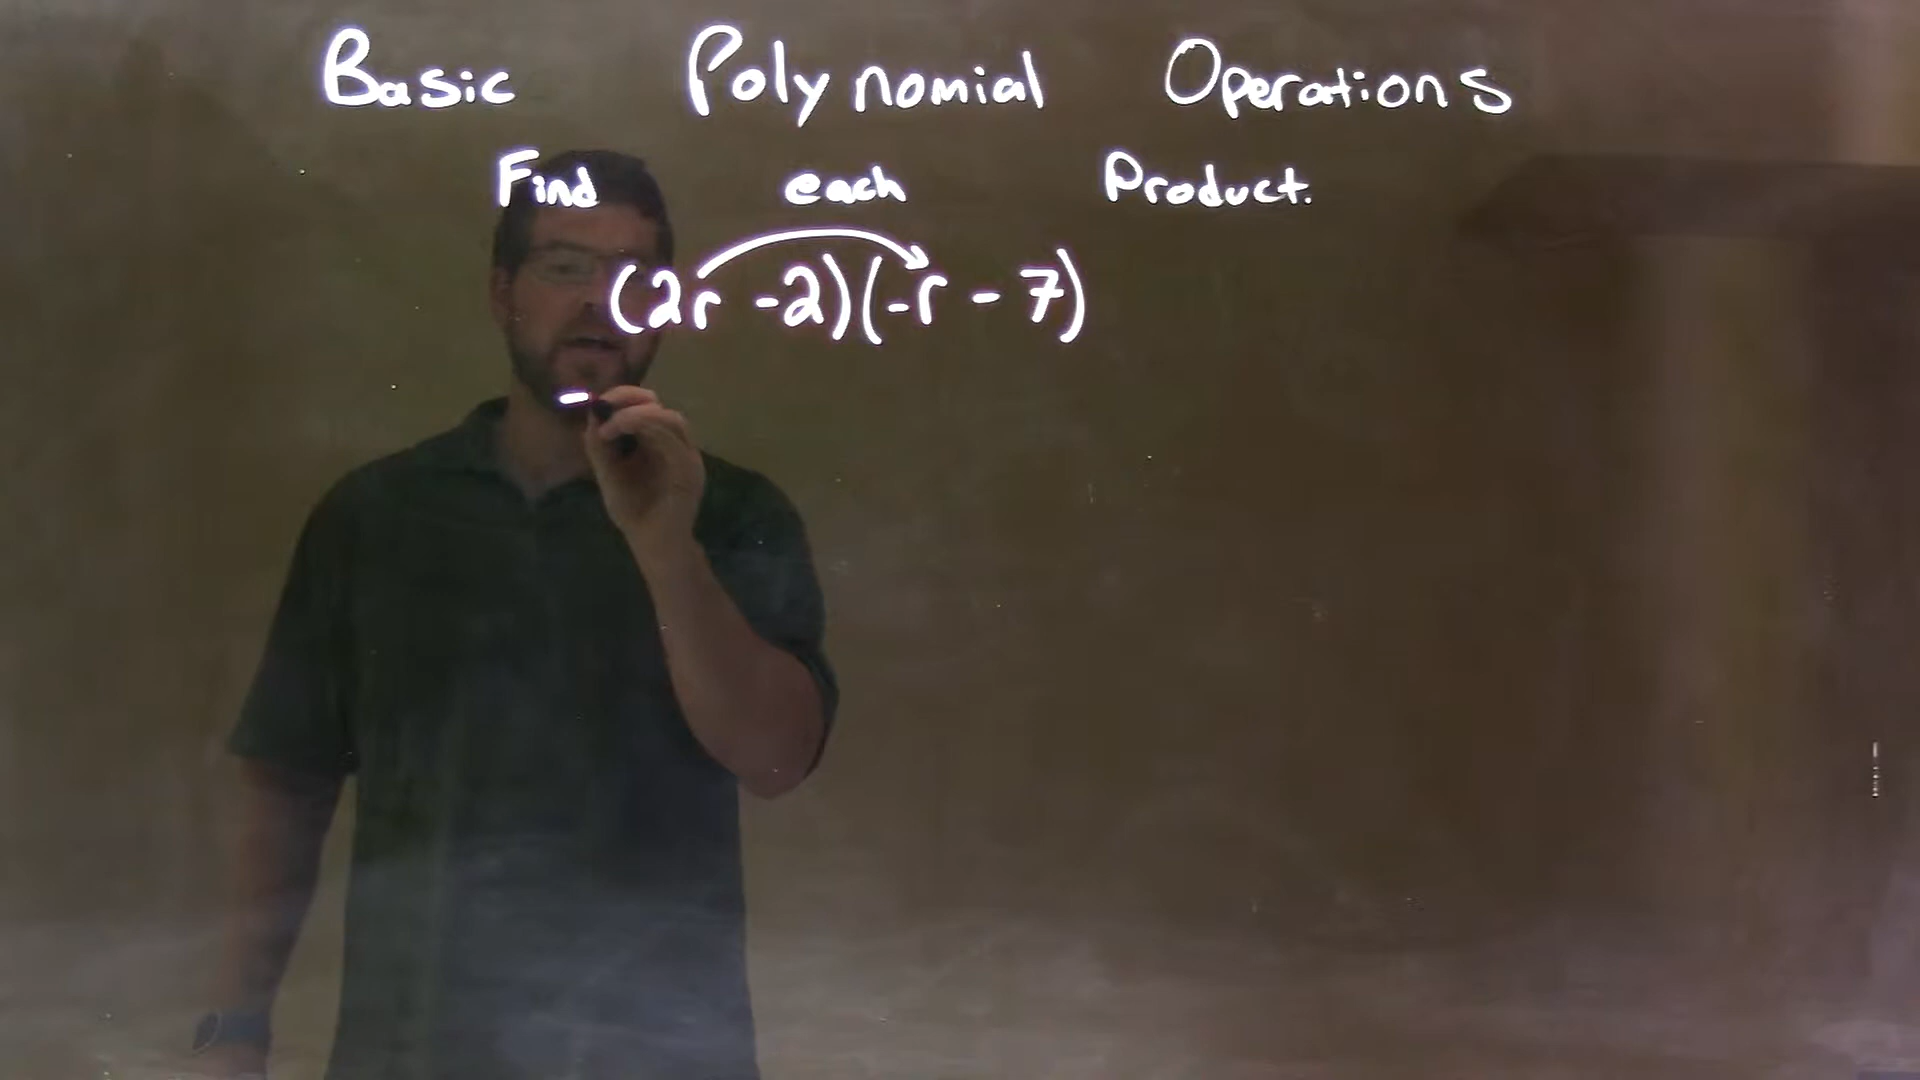 Basic Polynomial Operations
Find each Product.
(2r -2)(-r - 7)
-